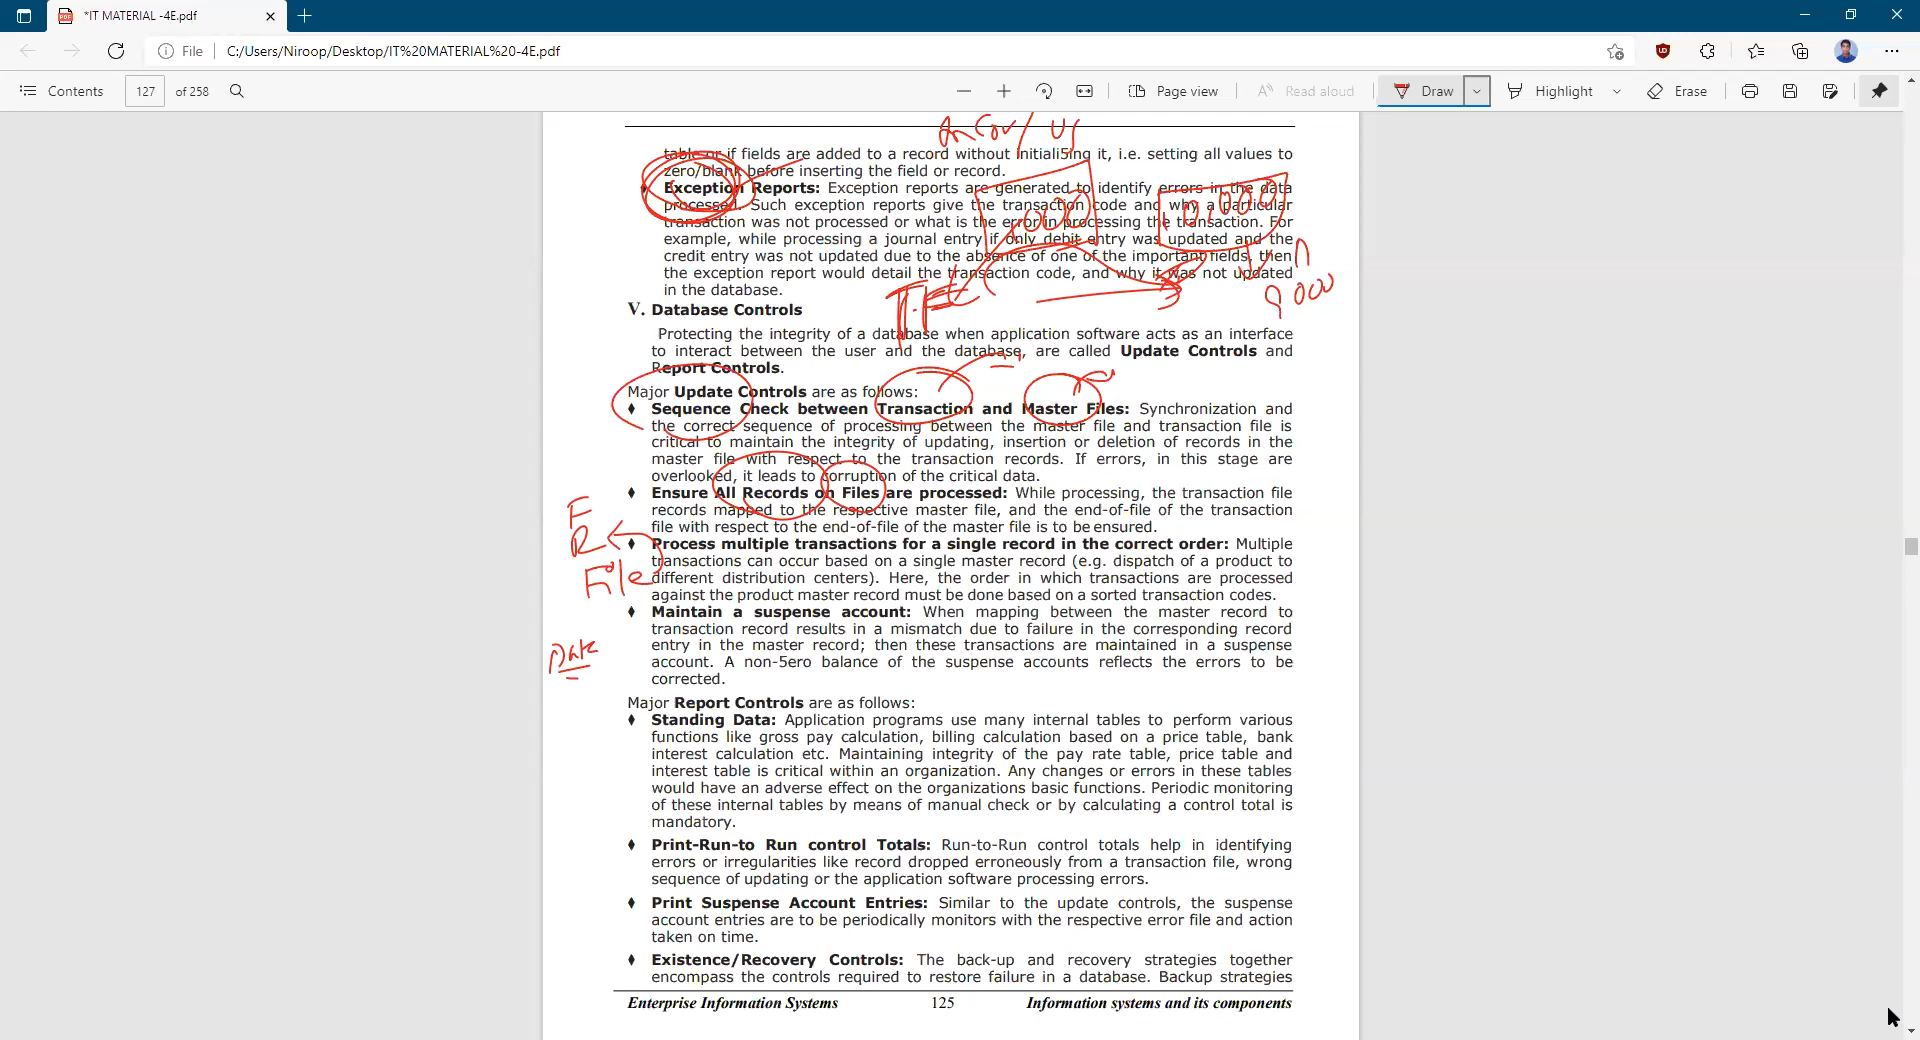 *IT MATERIAL -4E.pdf
File
C:/Users/Niroop/Desktop/IT%20MATERIAL%20-4E.pdf
Contents 127 of 258 Page view Read aloud Draw Highlight Erase
table or if fields are added to a record without Initiali5ing it, i.e. setting all values to
zero/blank before inserting the field or record.
♦ Exception Reports: Exception reports are generated to identify errors in the data
processed. Such exception reports give the transaction code and why a particular
transaction was not processed or what is the error in processing the transaction. For
example, while processing a journal entry if only debit entry was updated and the
credit entry was not updated due to the absence of one of the important fields, then
the exception report would detail the transaction code, and why it was not updated
in the database.
10,000
9000
V. Database Controls
Protecting the integrity of a database when application software acts as an interface
to interact between the user and the database, are called Update Controls and
Report Controls.
Major Update Controls are as follows:
♦ Sequence Check between Transaction and Master Files: Synchronization and
the correct sequence of processing between the master file and transaction file is
critical to maintain the integrity of updating, insertion or deletion of records in the
master file with respect to the transaction records. If errors, in this stage are
overlooked, it leads to corruption of the critical data.
♦ Ensure All Records on Files are processed: While processing, the transaction file
records mapped to the respective master file, and the end-of-file of the transaction
file with respect to the end-of-file of the master file is to be ensured.
F
R
File
♦ Process multiple transactions for a single record in the correct order: Multiple
transactions can occur based on a single master record (e.g. dispatch of a product to
different distribution centers). Here, the order in which transactions are processed
against the product master record must be done based on a sorted transaction codes.
♦ Maintain a suspense account: When mapping between the master record to
transaction record results in a mismatch due to failure in the corresponding record
entry in the master record; then these transactions are maintained in a suspense
account. A non-5ero balance of the suspense accounts reflects the errors to be
corrected.
Date
Major Report Controls are as follows:
♦ Standing Data: Application programs use many internal tables to perform various
functions like gross pay calculation, billing calculation based on a price table, bank
interest calculation etc. Maintaining integrity of the pay rate table, price table and
interest table is critical within an organization. Any changes or errors in these tables
would have an adverse effect on the organizations basic functions. Periodic monitoring
of these internal tables by means of manual check or by calculating a control total is
mandatory.
♦ Print-Run-to Run control Totals: Run-to-Run control totals help in identifying
errors or irregularities like record dropped erroneously from a transaction file, wrong
sequence of updating or the application software processing errors.
♦ Print Suspense Account Entries: Similar to the update controls, the suspense
account entries are to be periodically monitors with the respective error file and action
taken on time.
♦ Existence/Recovery Controls: The back-up and recovery strategies together
encompass the controls required to restore failure in a database. Backup strategies
Enterprise Information Systems 125 Information systems and its components